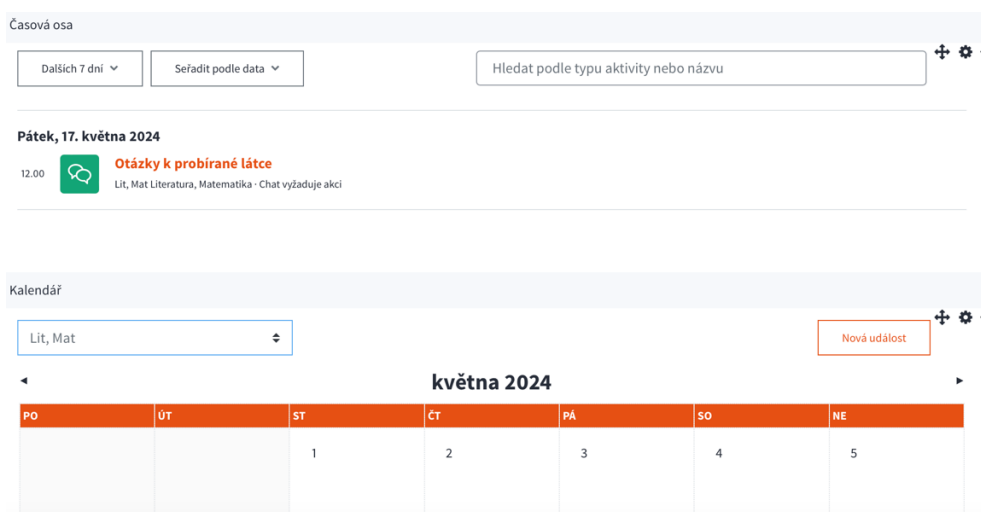 Časová osa
Dalších 7 dní
Seřadit podle data
Hledat podle typu aktivity nebo názvu
Pátek, 17. května 2024
12.00
Otázky k probírané látce
Lit, Mat Literatura, Matematika · Chat vyžaduje akci
Kalendář
Lit, Mat
Nová událost
května 2024
PO ÚT ST ČT PÁ SO NE
1 2 3 4 5